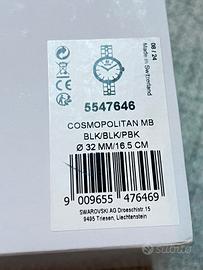 08 / 24
Made in Switzerland
5547646
COSMOPOLITAN MB
BLK/BLK/PBK
Ø 32 MM/16.5 CM
9 009655 476469
SWAROVSKI AG Droeschistr. 15
9495 Triesen, Liechtenstein
subito